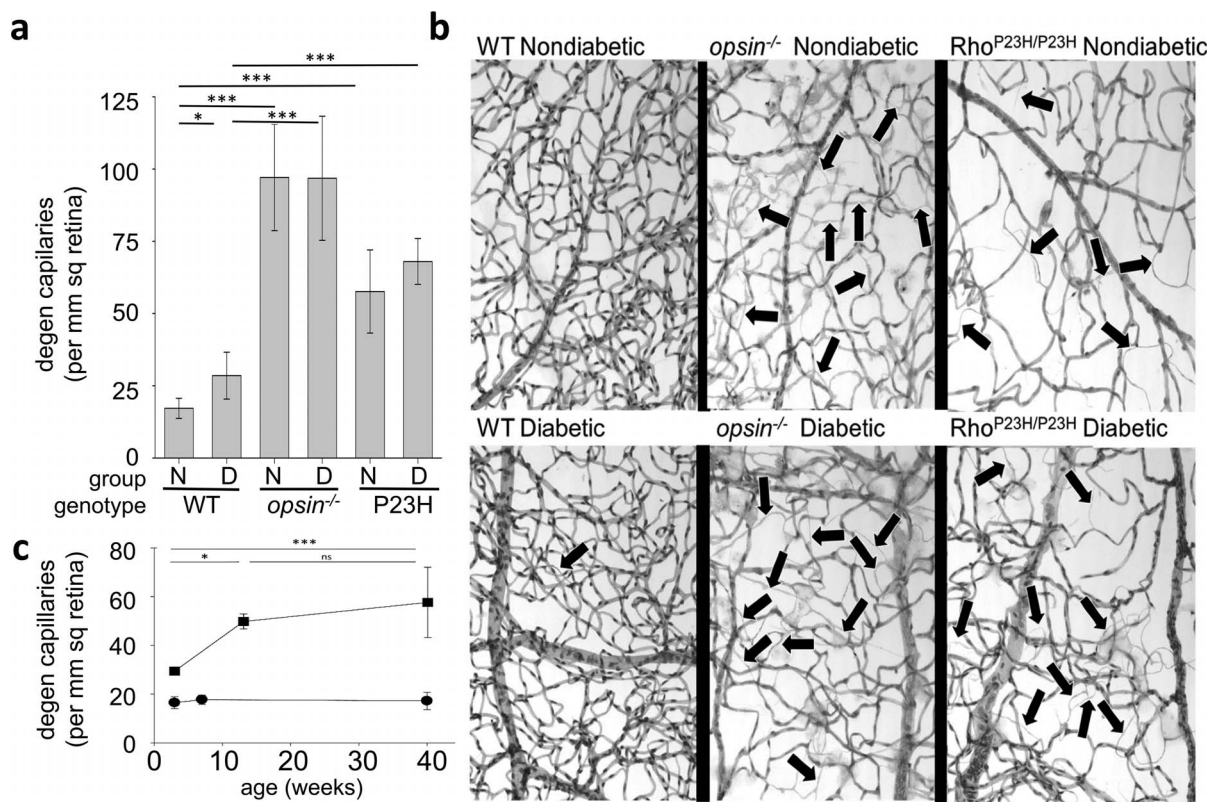 a
***
***
***
*
***
125
100
75
50
25
0
degen capilaries
(per mm sq retina)
group N D N D N D
genotype WT opsin-/- P23H
b
WT Nondiabetic
opsin-/- Nondiabetic
RhoP23H/P23H Nondiabetic
WT Diabetic
opsin-/- Diabetic
RhoP23H/P23H Diabetic
c
80
60
40
20
0
degen capillaries
(per mm sq retina)
***
*
ns
0 10 20 30 40
age (weeks)